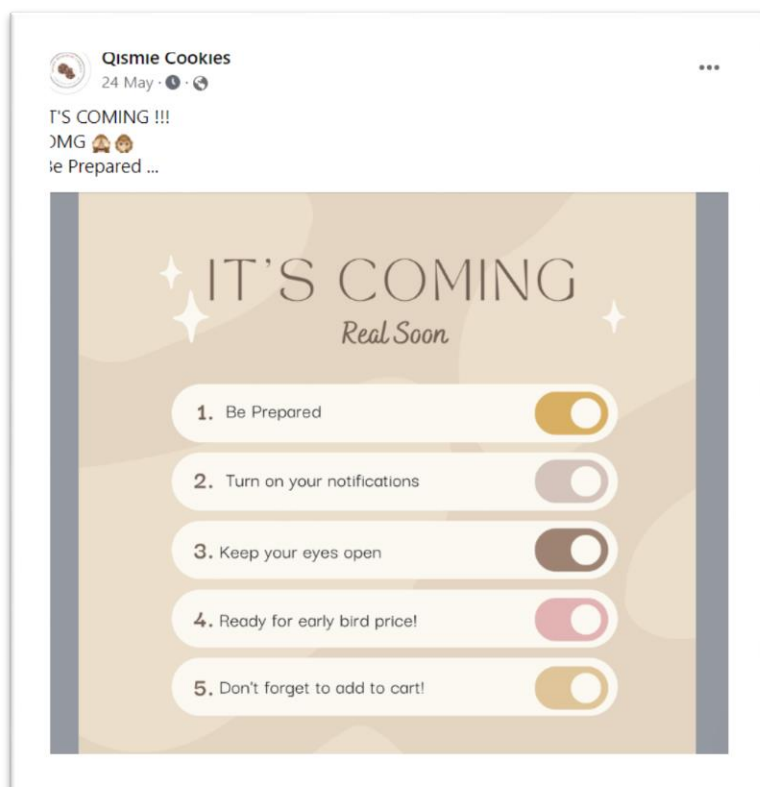 Qismie Cookies
24 May
T'S COMING !!!
OMG
Be Prepared ...
IT'S COMING
Real Soon
1. Be Prepared
2. Turn on your notifications
3. Keep your eyes open
4. Ready for early bird price!
5. Don't forget to add to cart!